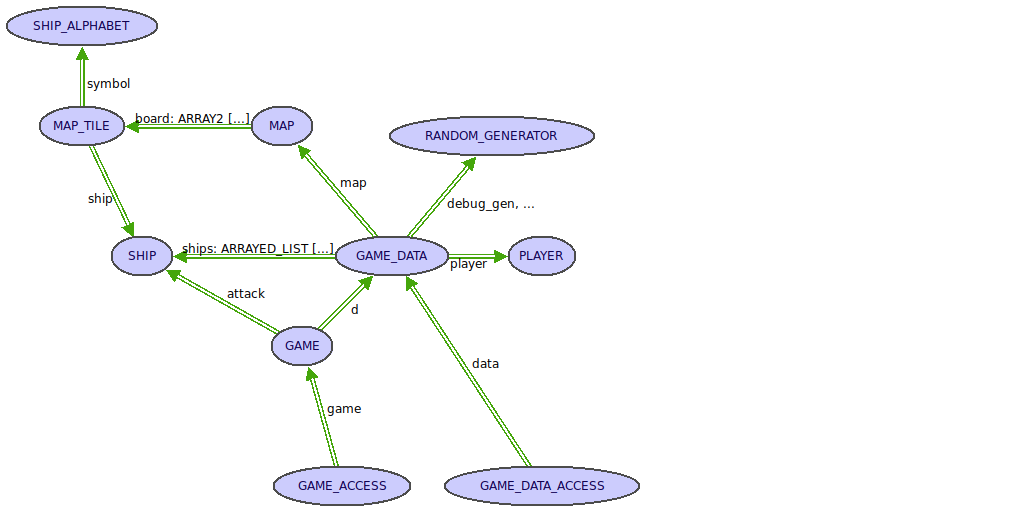 SHIP_ALPHABET
symbol
MAP_TILE
board: ARRAY2 [...]
MAP
RANDOM_GENERATOR
map
ship
debug_gen, ...
SHIP
ships: ARRAYED_LIST [...]
GAME_DATA
player
PLAYER
attack
d
GAME
data
game
GAME_ACCESS
GAME_DATA_ACCESS